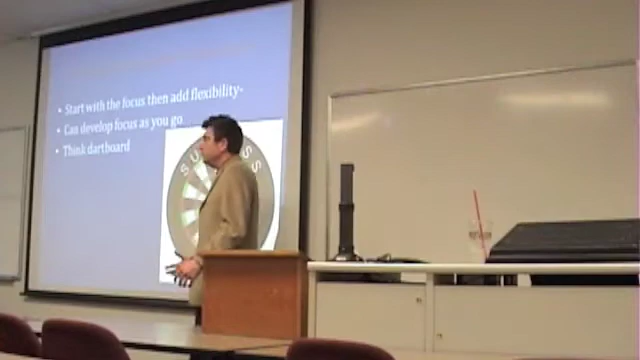 • Start with the focus then add flexibility-
• Can develop focus as you go
• Think dartboard